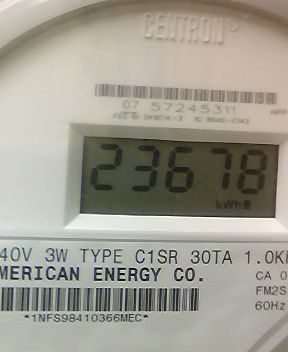 CENTRON®
07 57245311
23678
kWh
40V 3W TYPE C1SR 30TA 1.0K
MERICAN ENERGY CO.
CA 0
FM2S
60Hz
*1NFS98410366MEC*